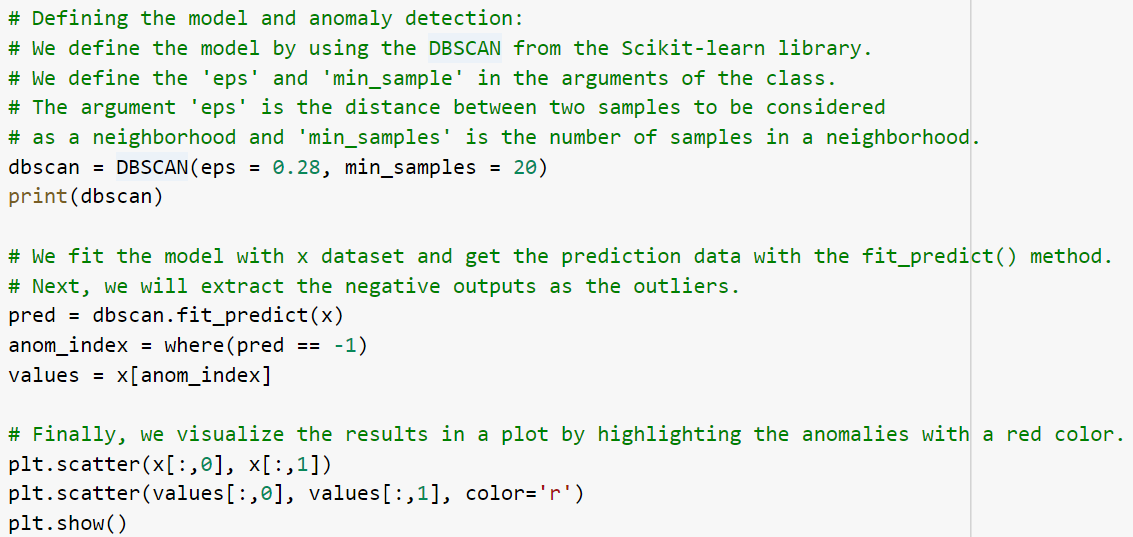 # Defining the model and anomaly detection:
# We define the model by using the DBSCAN from the Scikit-learn library.
# We define the 'eps' and 'min_sample' in the arguments of the class.
# The argument 'eps' is the distance between two samples to be considered
# as a neighborhood and 'min_samples' is the number of samples in a neighborhood.
dbscan = DBSCAN(eps = 0.28, min_samples = 20)
print(dbscan)

# We fit the model with x dataset and get the prediction data with the fit_predict() method.
# Next, we will extract the negative outputs as the outliers.
pred = dbscan.fit_predict(x)
anom_index = where(pred == -1)
values = x[anom_index]

# Finally, we visualize the results in a plot by highlighting the anomalies with a red color.
plt.scatter(x[:,0], x[:,1])
plt.scatter(values[:,0], values[:,1], color='r')
plt.show()